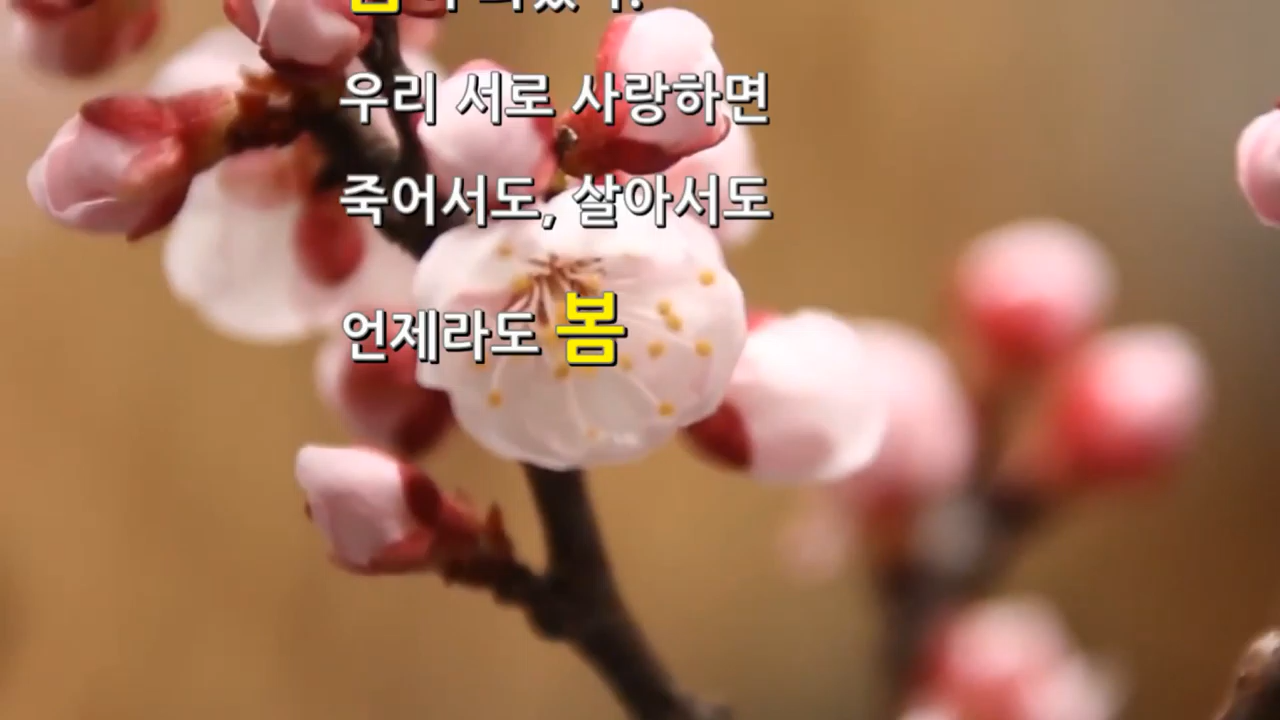 우리 서로 사랑하면
죽어서도, 살아서도
언제라도 봄